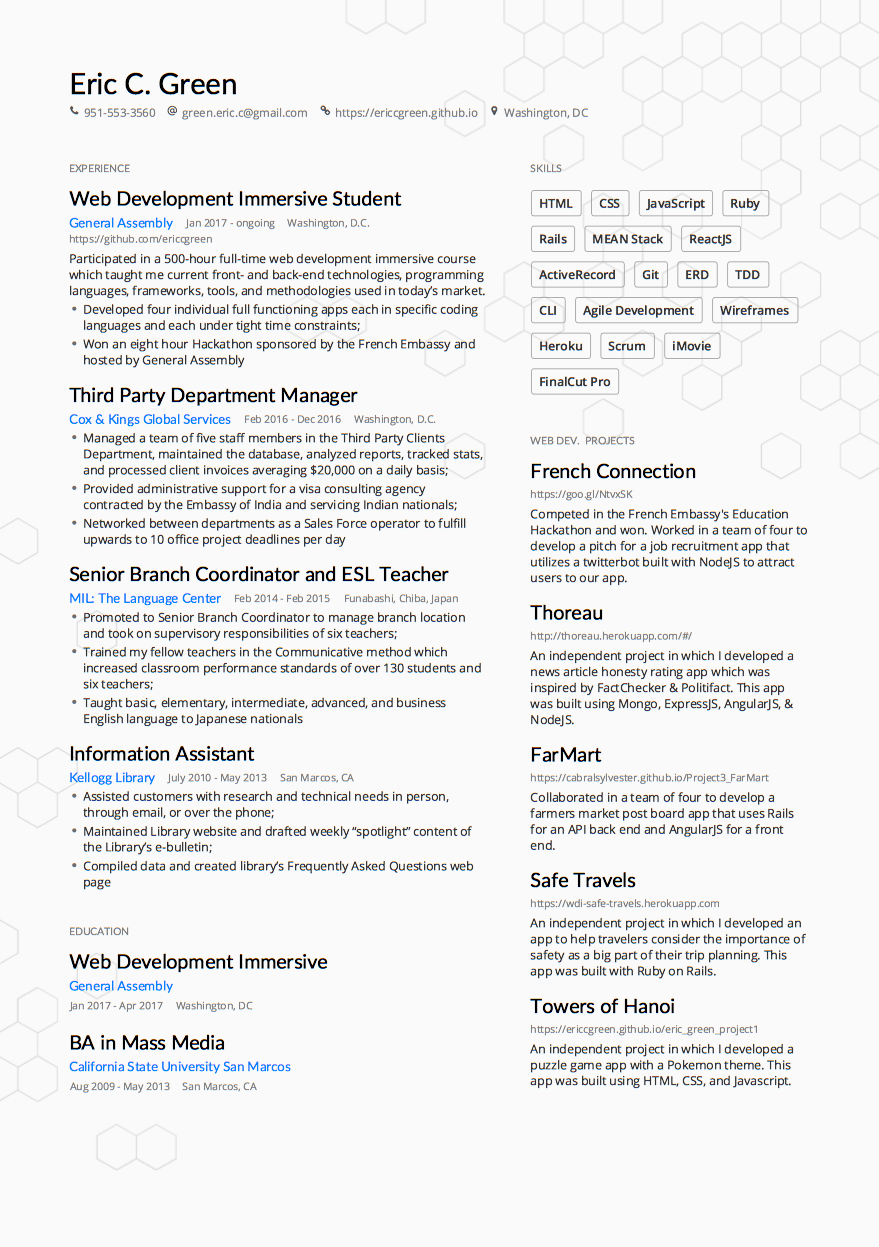 Eric C. Green
951-553-3560 green.eric.c@gmail.com https://ericcgreen.github.io Washington, DC
EXPERIENCE
Web Development Immersive Student
General Assembly Jan 2017 - ongoing Washington, D.C.
https://github.com/ericcgreen
Participated in a 500-hour full-time web development immersive course
which taught me current front- and back-end technologies, programming
languages, frameworks, tools, and methodologies used in today's market.
• Developed four individual full functioning apps each in specific coding
languages and each under tight time constraints;
• Won an eight hour Hackathon sponsored by the French Embassy and
hosted by General Assembly
Third Party Department Manager
Cox & Kings Global Services Feb 2016 - Dec 2016 Washington, D.C.
• Managed a team of five staff members in the Third Party Clients
Department, maintained the database, analyzed reports, tracked stats,
and processed client invoices averaging $20,000 on a daily basis;
• Provided administrative support for a visa consulting agency
contracted by the Embassy of India and servicing Indian nationals;
• Networked between departments as a Sales Force operator to fulfill
upwards to 10 office project deadlines per day
Senior Branch Coordinator and ESL Teacher
MIL: The Language Center Feb 2014 - Feb 2015 Funabashi, Chiba, Japan
• Promoted to Senior Branch Coordinator to manage branch location
and took on supervisory responsibilities of six teachers;
• Trained my fellow teachers in the Communicative method which
increased classroom performance standards of over 130 students and
six teachers;
• Taught basic, elementary, intermediate, advanced, and business
English language to Japanese nationals
Information Assistant
Kellogg Library July 2010 - May 2013 San Marcos, CA
• Assisted customers with research and technical needs in person,
through email, or over the phone;
• Maintained Library website and drafted weekly “spotlight” content of
the Library's e-bulletin;
• Compiled data and created library's Frequently Asked Questions web
page
EDUCATION
Web Development Immersive
General Assembly
Jan 2017 - Apr 2017 Washington, DC
BA in Mass Media
California State University San Marcos
Aug 2009 - May 2013 San Marcos, CA
SKILLS
HTML CSS JavaScript Ruby
Rails MEAN Stack ReactJS
ActiveRecord Git ERD TDD
CLI Agile Development Wireframes
Heroku Scrum iMovie
FinalCut Pro
WEB DEV. PROJECTS
French Connection
https://goo.gl/NtvxSK
Competed in the French Embassy's Education
Hackathon and won. Worked in a team of four to
develop a pitch for a job recruitment app that
utilizes a twitterbot built with NodeJS to attract
users to our app.
Thoreau
http://thoreau.herokuapp.com/#/
An independent project in which I developed a
news article honesty rating app which was
inspired by FactChecker & Politifact. This app
was built using Mongo, ExpressJS, AngularJS, &
NodeJS.
FarMart
https://cabralsylvester.github.io/Project3_FarMart
Collaborated in a team of four to develop a
farmers market post board app that uses Rails
for an API back end and AngularJS for a front
end.
Safe Travels
https://wdi-safe-travels.herokuapp.com
An independent project in which I developed an
app to help travelers consider the importance of
safety as a big part of their trip planning. This
app was built with Ruby on Rails.
Towers of Hanoi
https://ericcgreen.github.io/eric_green_project1
An independent project in which I developed a
puzzle game app with a Pokemon theme. This
app was built using HTML, CSS, and Javascript.